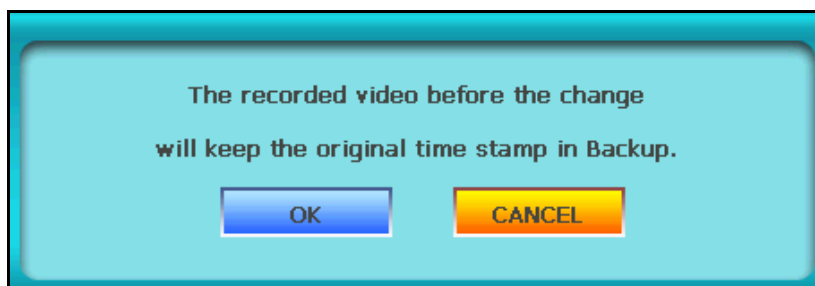 The recorded video before the change
will keep the original time stamp in Backup.
OK CANCEL